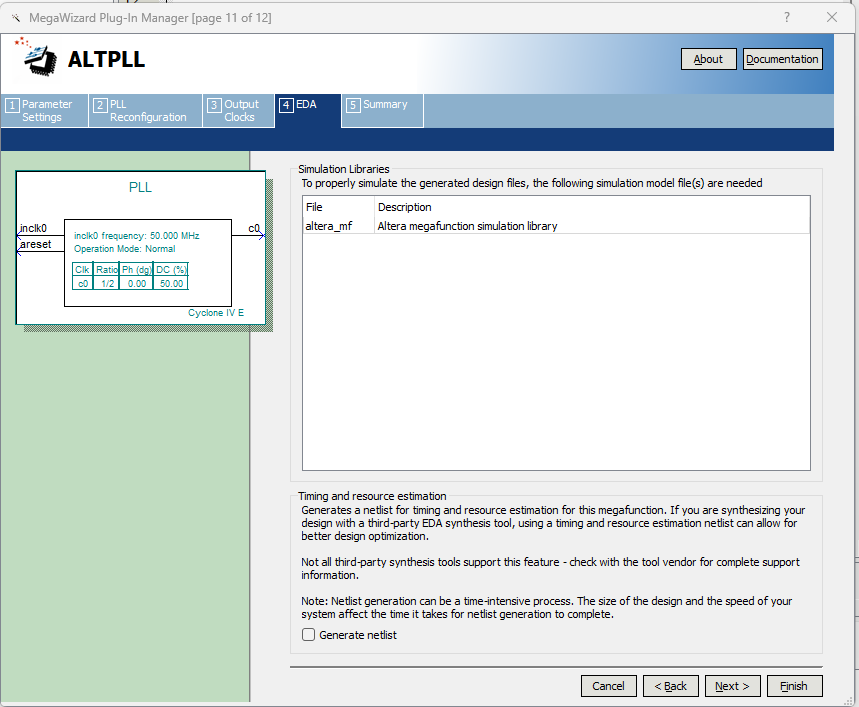 MegaWizard Plug-In Manager [page 11 of 12]
?
ALTPLL
About
Documentation
1 Parameter Settings
2 PLL Reconfiguration
3 Output Clocks
4 EDA
5 Summary
PLL
inclk0
areset
c0
inclk0 frequency: 50.000 MHz
Operation Mode: Normal
Clk Ratio Ph (dg) DC (%)
c0 1/2 0.00 50.00
Cyclone IV E
Simulation Libraries
To properly simulate the generated design files, the following simulation model file(s) are needed
File Description
altera_mf Altera megafunction simulation library
Timing and resource estimation
Generates a netlist for timing and resource estimation for this megafunction. If you are synthesizing your
design with a third-party EDA synthesis tool, using a timing and resource estimation netlist can allow for
better design optimization.
Not all third-party synthesis tools support this feature - check with the tool vendor for complete support
information.
Note: Netlist generation can be a time-intensive process. The size of the design and the speed of your
system affect the time it takes for netlist generation to complete.
Generate netlist
Cancel
< Back
Next >
Finish